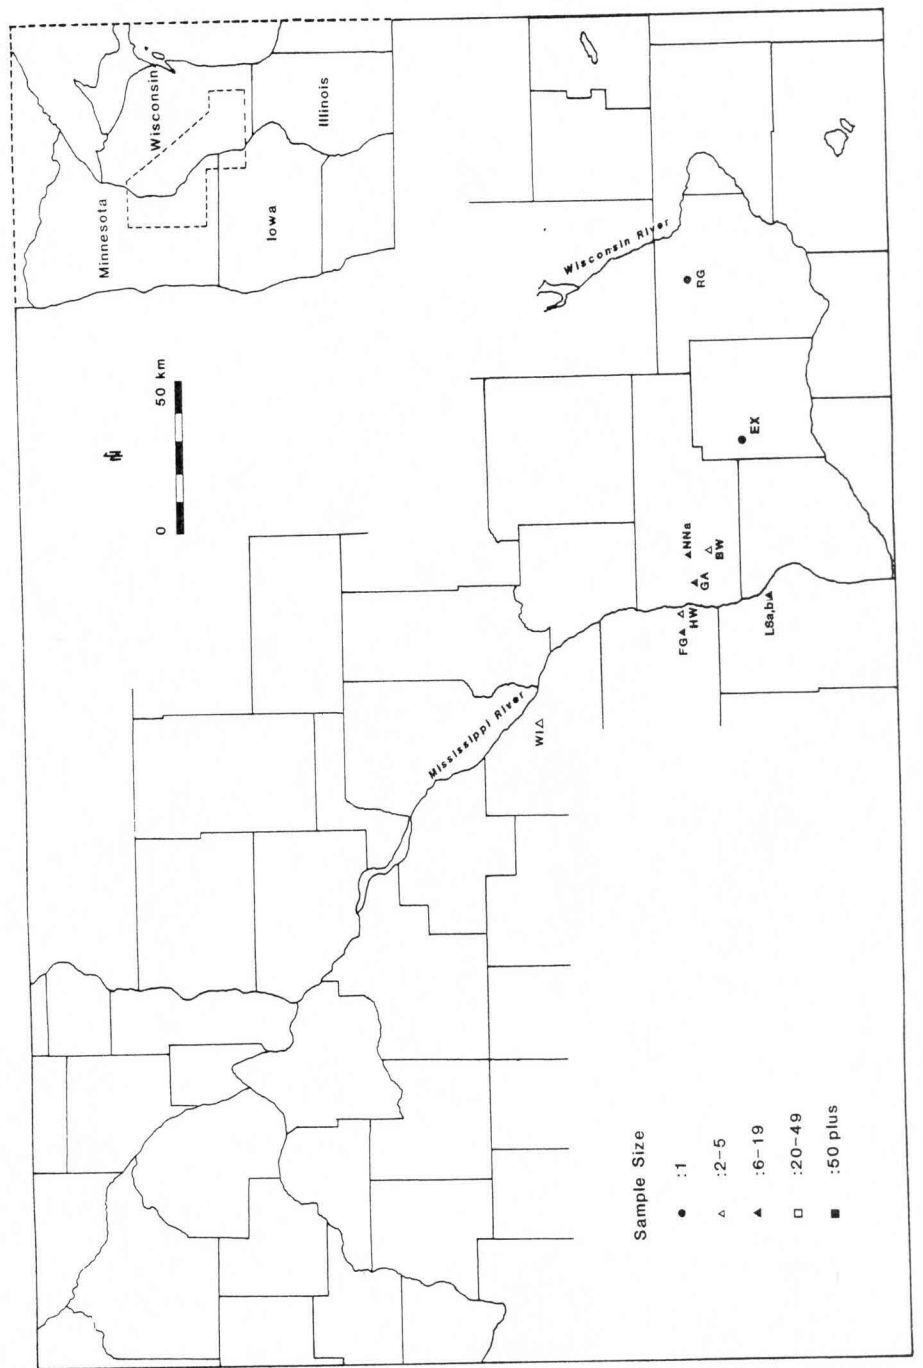 Minnesota
Wisconsin
Iowa
Illinois
N
0 50 km
Wisconsin River
Mississippi River
WI
FG
HW
GA
NNa
BW
LSa,b
EX
RG
Sample Size
:1
:2-5
:6-19
:20-49
:50 plus